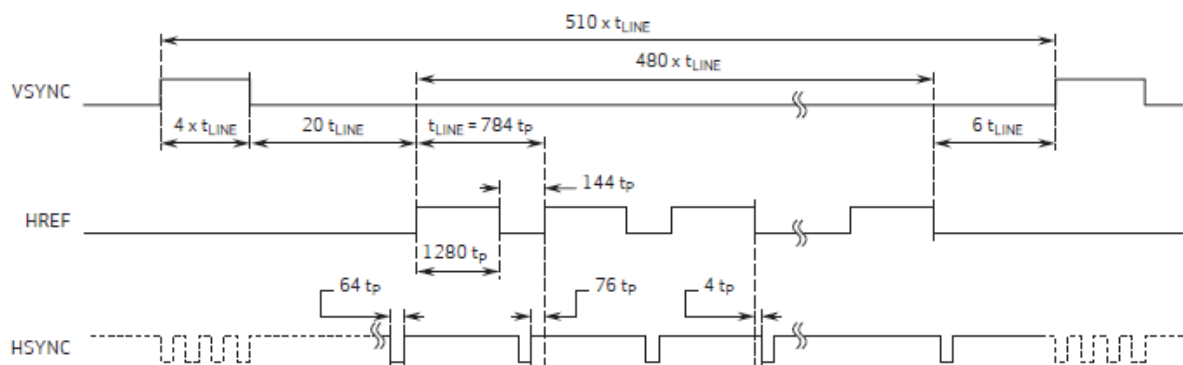 510 x tLINE
480 x tLINE
VSYNC
4 x tLINE
20 tLINE
tLINE = 784 tP
6 tLINE
144 tP
HREF
1280 tP
64 tP
76 tP
4 tP
HSYNC